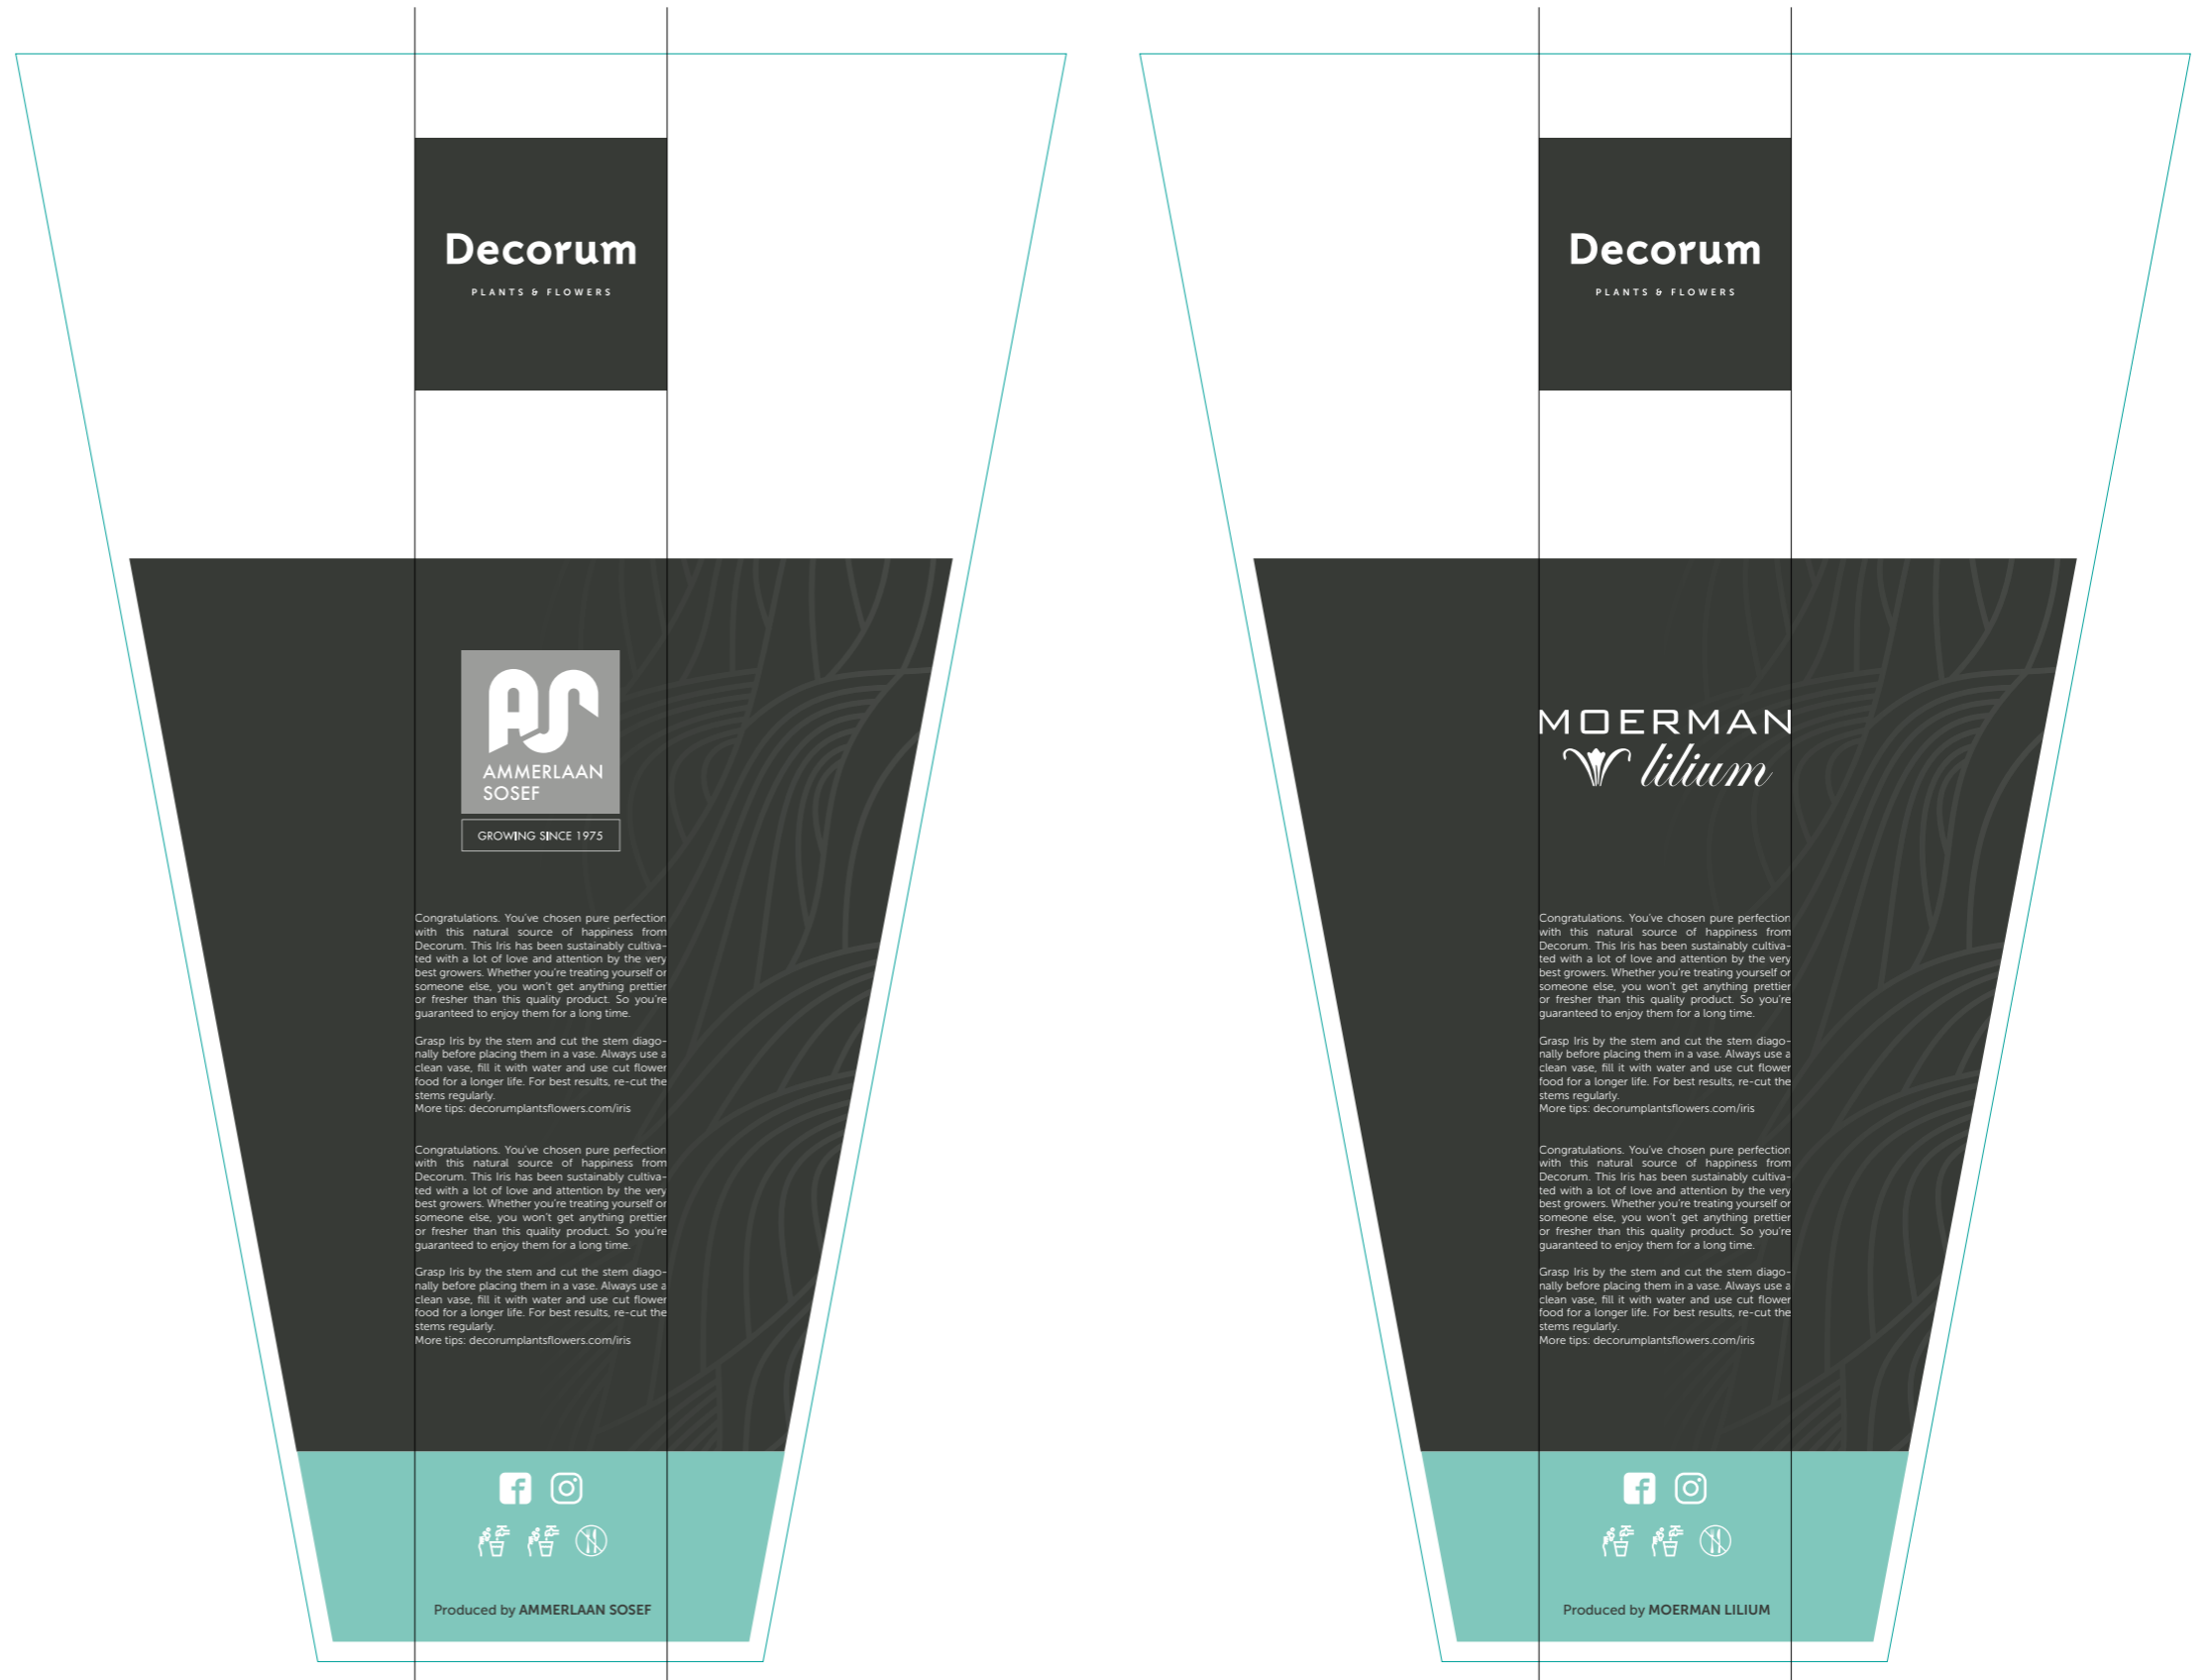 Decorum
PLANTS & FLOWERS
AS
AMMERLAAN
SOSEF
GROWING SINCE 1975
Congratulations. You've chosen pure perfection
with this natural source of happiness from
Decorum. This Iris has been sustainably cultiva-
ted with a lot of love and attention by the very
best growers. Whether you're treating yourself or
someone else, you won't get anything prettier
or fresher than this quality product. So you're
guaranteed to enjoy them for a long time.
Grasp Iris by the stem and cut the stem diago-
nally before placing them in a vase. Always use a
clean vase, fill it with water and use cut flower
food for a longer life. For best results, re-cut the
stems regularly.
More tips: decorumplantsflowers.com/iris
Congratulations. You've chosen pure perfection
with this natural source of happiness from
Decorum. This Iris has been sustainably cultiva-
ted with a lot of love and attention by the very
best growers. Whether you're treating yourself or
someone else, you won't get anything prettier
or fresher than this quality product. So you're
guaranteed to enjoy them for a long time.
Grasp Iris by the stem and cut the stem diago-
nally before placing them in a vase. Always use a
clean vase, fill it with water and use cut flower
food for a longer life. For best results, re-cut the
stems regularly.
More tips: decorumplantsflowers.com/iris
Produced by AMMERLAAN SOSEF
Decorum
PLANTS & FLOWERS
MOERMAN
lilium
Congratulations. You've chosen pure perfection
with this natural source of happiness from
Decorum. This Iris has been sustainably cultiva-
ted with a lot of love and attention by the very
best growers. Whether you're treating yourself or
someone else, you won't get anything prettier
or fresher than this quality product. So you're
guaranteed to enjoy them for a long time.
Grasp Iris by the stem and cut the stem diago-
nally before placing them in a vase. Always use a
clean vase, fill it with water and use cut flower
food for a longer life. For best results, re-cut the
stems regularly.
More tips: decorumplantsflowers.com/iris
Congratulations. You've chosen pure perfection
with this natural source of happiness from
Decorum. This Iris has been sustainably cultiva-
ted with a lot of love and attention by the very
best growers. Whether you're treating yourself or
someone else, you won't get anything prettier
or fresher than this quality product. So you're
guaranteed to enjoy them for a long time.
Grasp Iris by the stem and cut the stem diago-
nally before placing them in a vase. Always use a
clean vase, fill it with water and use cut flower
food for a longer life. For best results, re-cut the
stems regularly.
More tips: decorumplantsflowers.com/iris
Produced by MOERMAN LILIUM